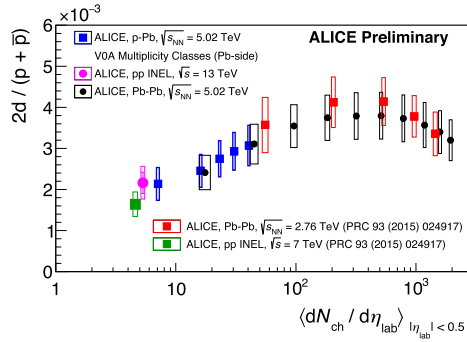 ×10⁻³
ALICE, p-Pb, √sNN = 5.02 TeV
ALICE Preliminary
V0A Multiplicity Classes (Pb-side)
ALICE, pp INEL, √s = 13 TeV
ALICE, Pb-Pb, √sNN = 5.02 TeV
2d / (p + p̅)
6
5
4
3
2
1
0
ALICE, Pb-Pb, √sNN = 2.76 TeV (PRC 93 (2015) 024917)
ALICE, pp INEL, √s = 7 TeV (PRC 93 (2015) 024917)
1 10 10² 10³
⟨dNch / dηlab⟩ |ηlab| < 0.5